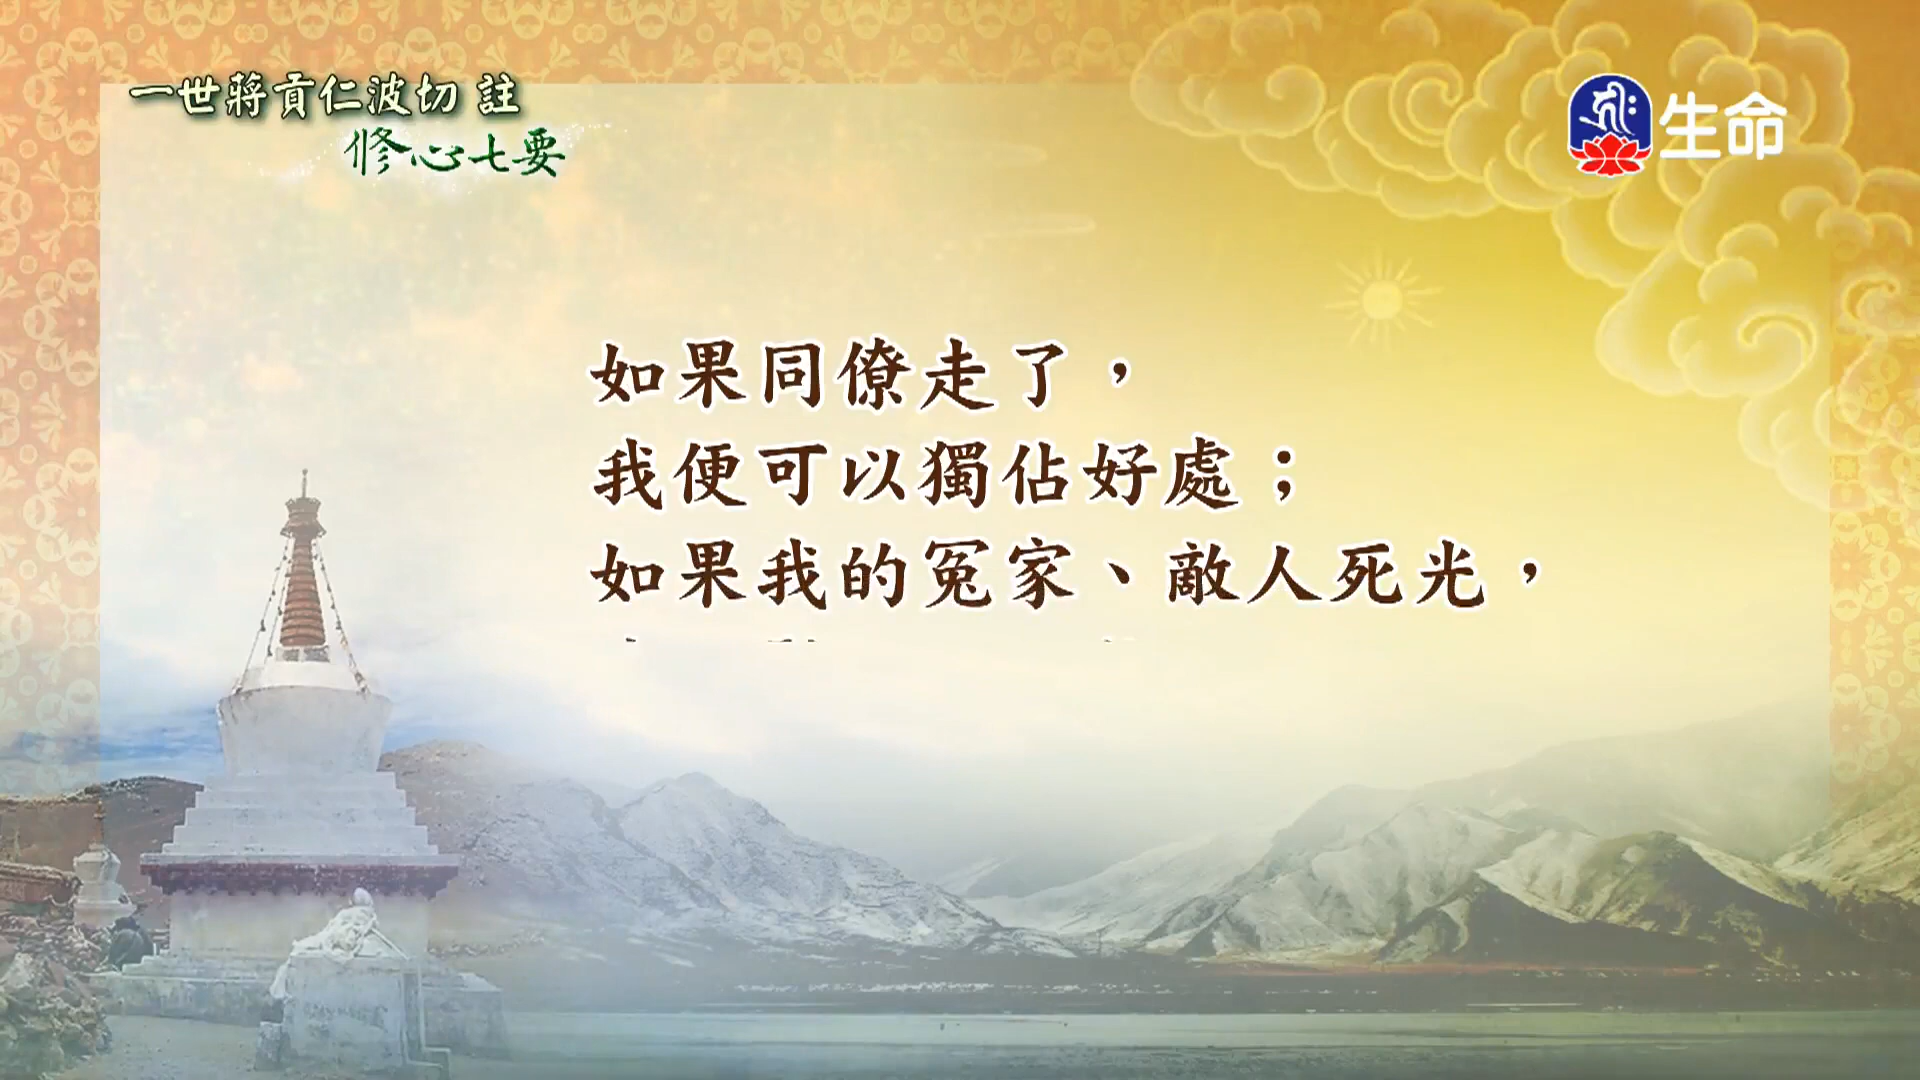 一世蔣貢仁波切 註
修心七要
生命
如果同僚走了，
我便可以獨佔好處；
如果我的冤家、敵人死光，